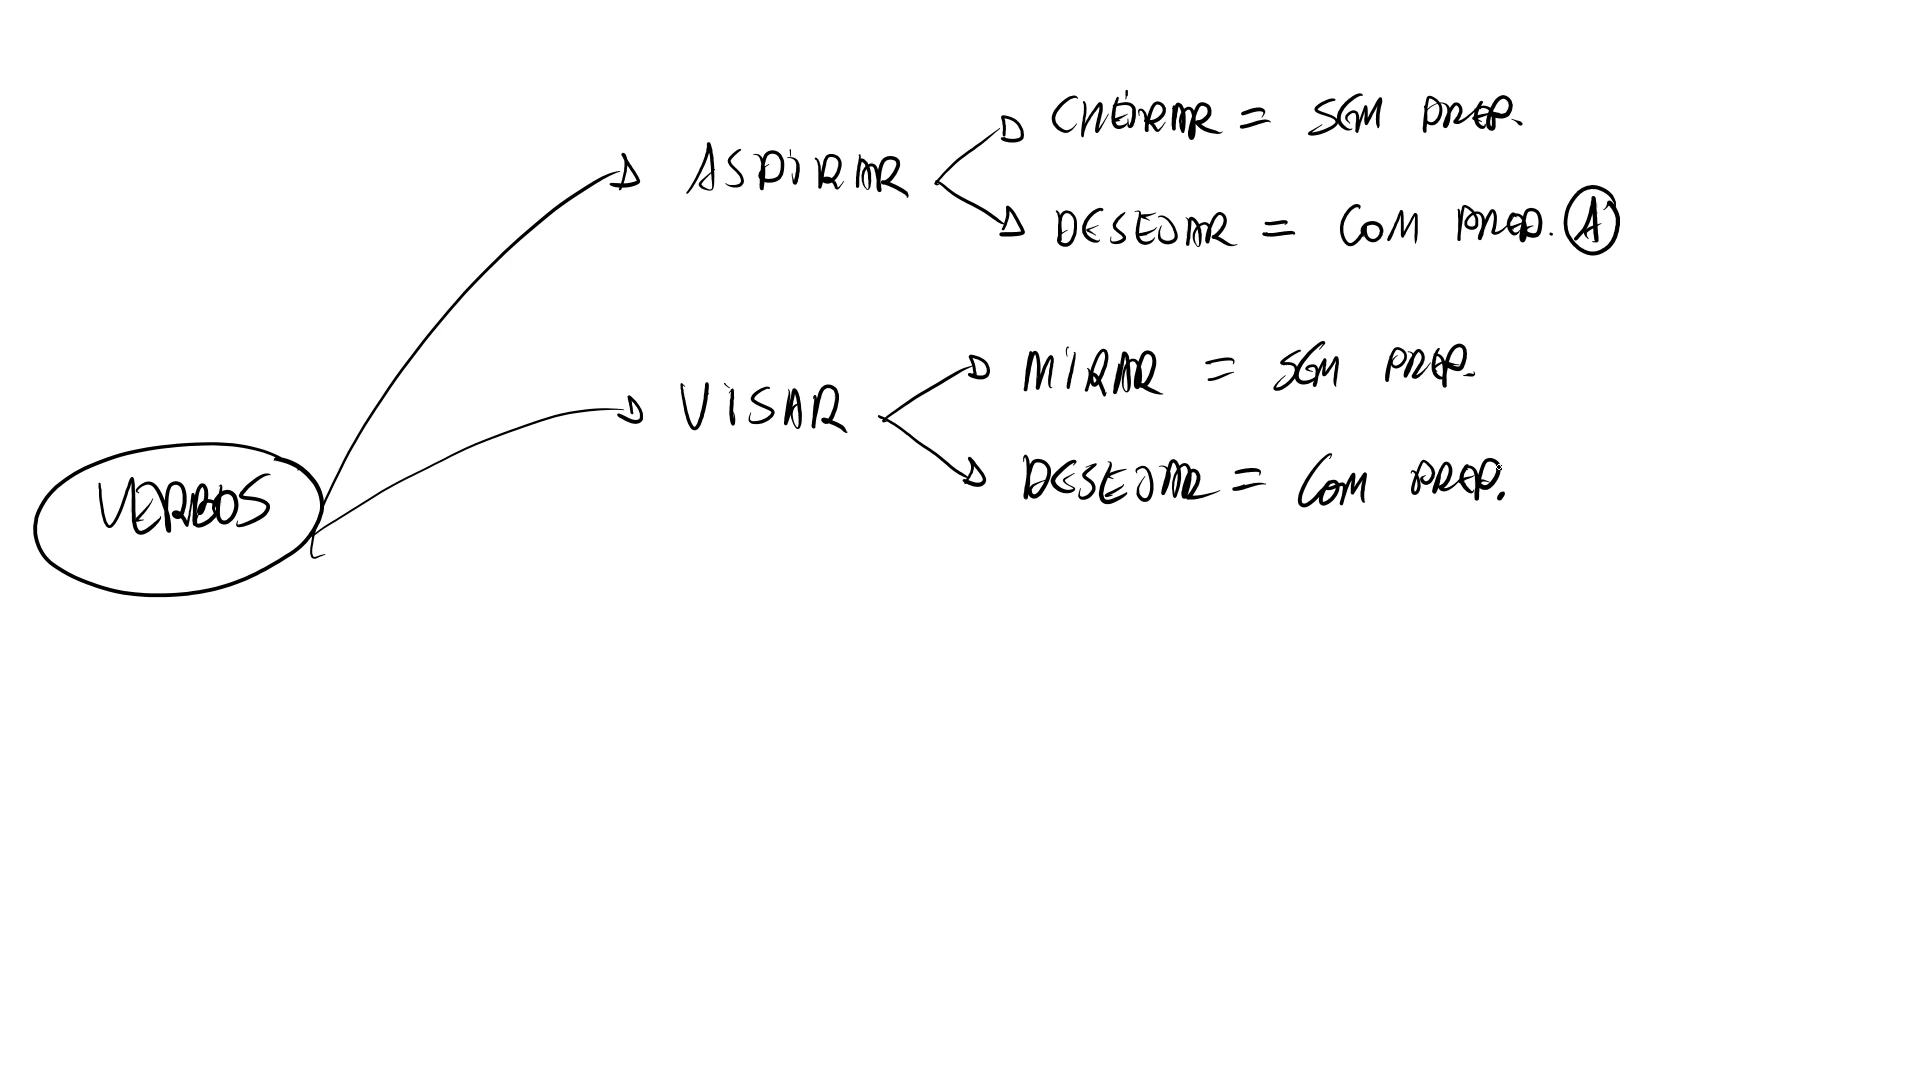 CHEIRAR = SEM PREP.
ASPIRAR
DESEJAR = COM PREP. A
MIRAR = SEM PREP.
VISAR
DESEJAR = COM PREP.
VERBOS